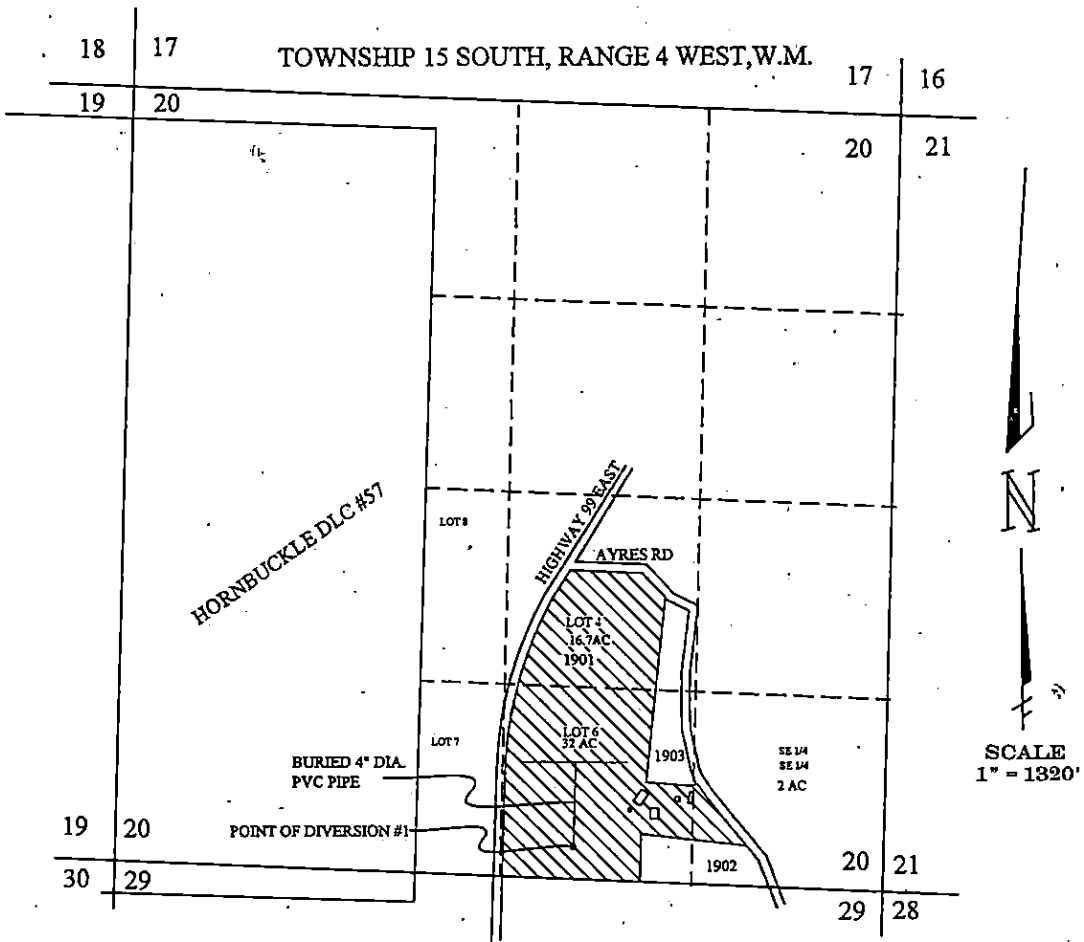 18 17
TOWNSHIP 15 SOUTH, RANGE 4 WEST, W.M.
17 16
19 20
20 21
HORNBUCKLE DLC #57
LOT 8
HIGHWAY 99 EAST
AYRES RD
LOT 4
16.7AC
1901
LOT 7
LOT 6
32 AC
1903
SE 1/4
SE 1/4
2 AC
BURIED 4" DIA.
PVC PIPE
POINT OF DIVERSION #1
1902
19 20
30 29
20 21
29 28
N
SCALE
1" = 1320'